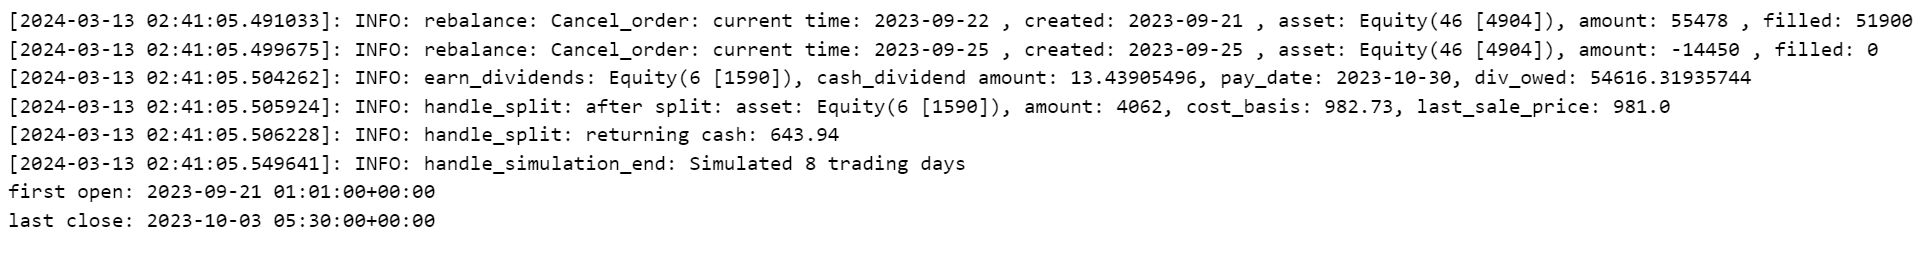 [2024-03-13 02:41:05.491033]: INFO: rebalance: Cancel_order: current time: 2023-09-22 , created: 2023-09-21 , asset: Equity(46 [4904]), amount: 55478 , filled: 51900
[2024-03-13 02:41:05.499675]: INFO: rebalance: Cancel_order: current time: 2023-09-25 , created: 2023-09-25 , asset: Equity(46 [4904]), amount: -14450 , filled: 0
[2024-03-13 02:41:05.504262]: INFO: earn_dividends: Equity(6 [1590]), cash_dividend amount: 13.43905496, pay_date: 2023-10-30, div_owed: 54616.31935744
[2024-03-13 02:41:05.505924]: INFO: handle_split: after split: asset: Equity(6 [1590]), amount: 4062, cost_basis: 982.73, last_sale_price: 981.0
[2024-03-13 02:41:05.506228]: INFO: handle_split: returning cash: 643.94
[2024-03-13 02:41:05.549641]: INFO: handle_simulation_end: Simulated 8 trading days
first open: 2023-09-21 01:01:00+00:00
last close: 2023-10-03 05:30:00+00:00